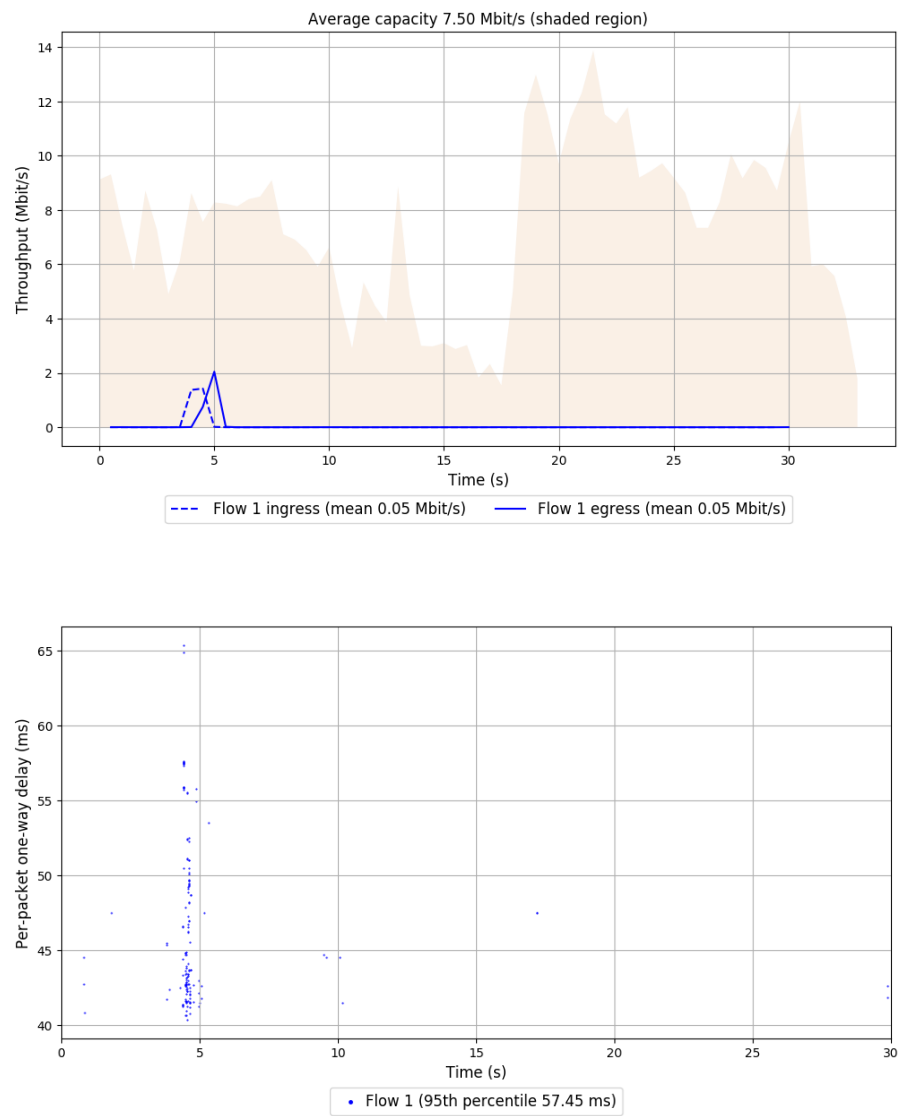 Average capacity 7.50 Mbit/s (shaded region)
Throughput (Mbit/s)
14
12
10
8
6
4
2
0
0 5 10 15 20 25 30
Time (s)
Flow 1 ingress (mean 0.05 Mbit/s) Flow 1 egress (mean 0.05 Mbit/s)
Per-packet one-way delay (ms)
65
60
55
50
45
40
0 5 10 15 20 25 30
Time (s)
Flow 1 (95th percentile 57.45 ms)